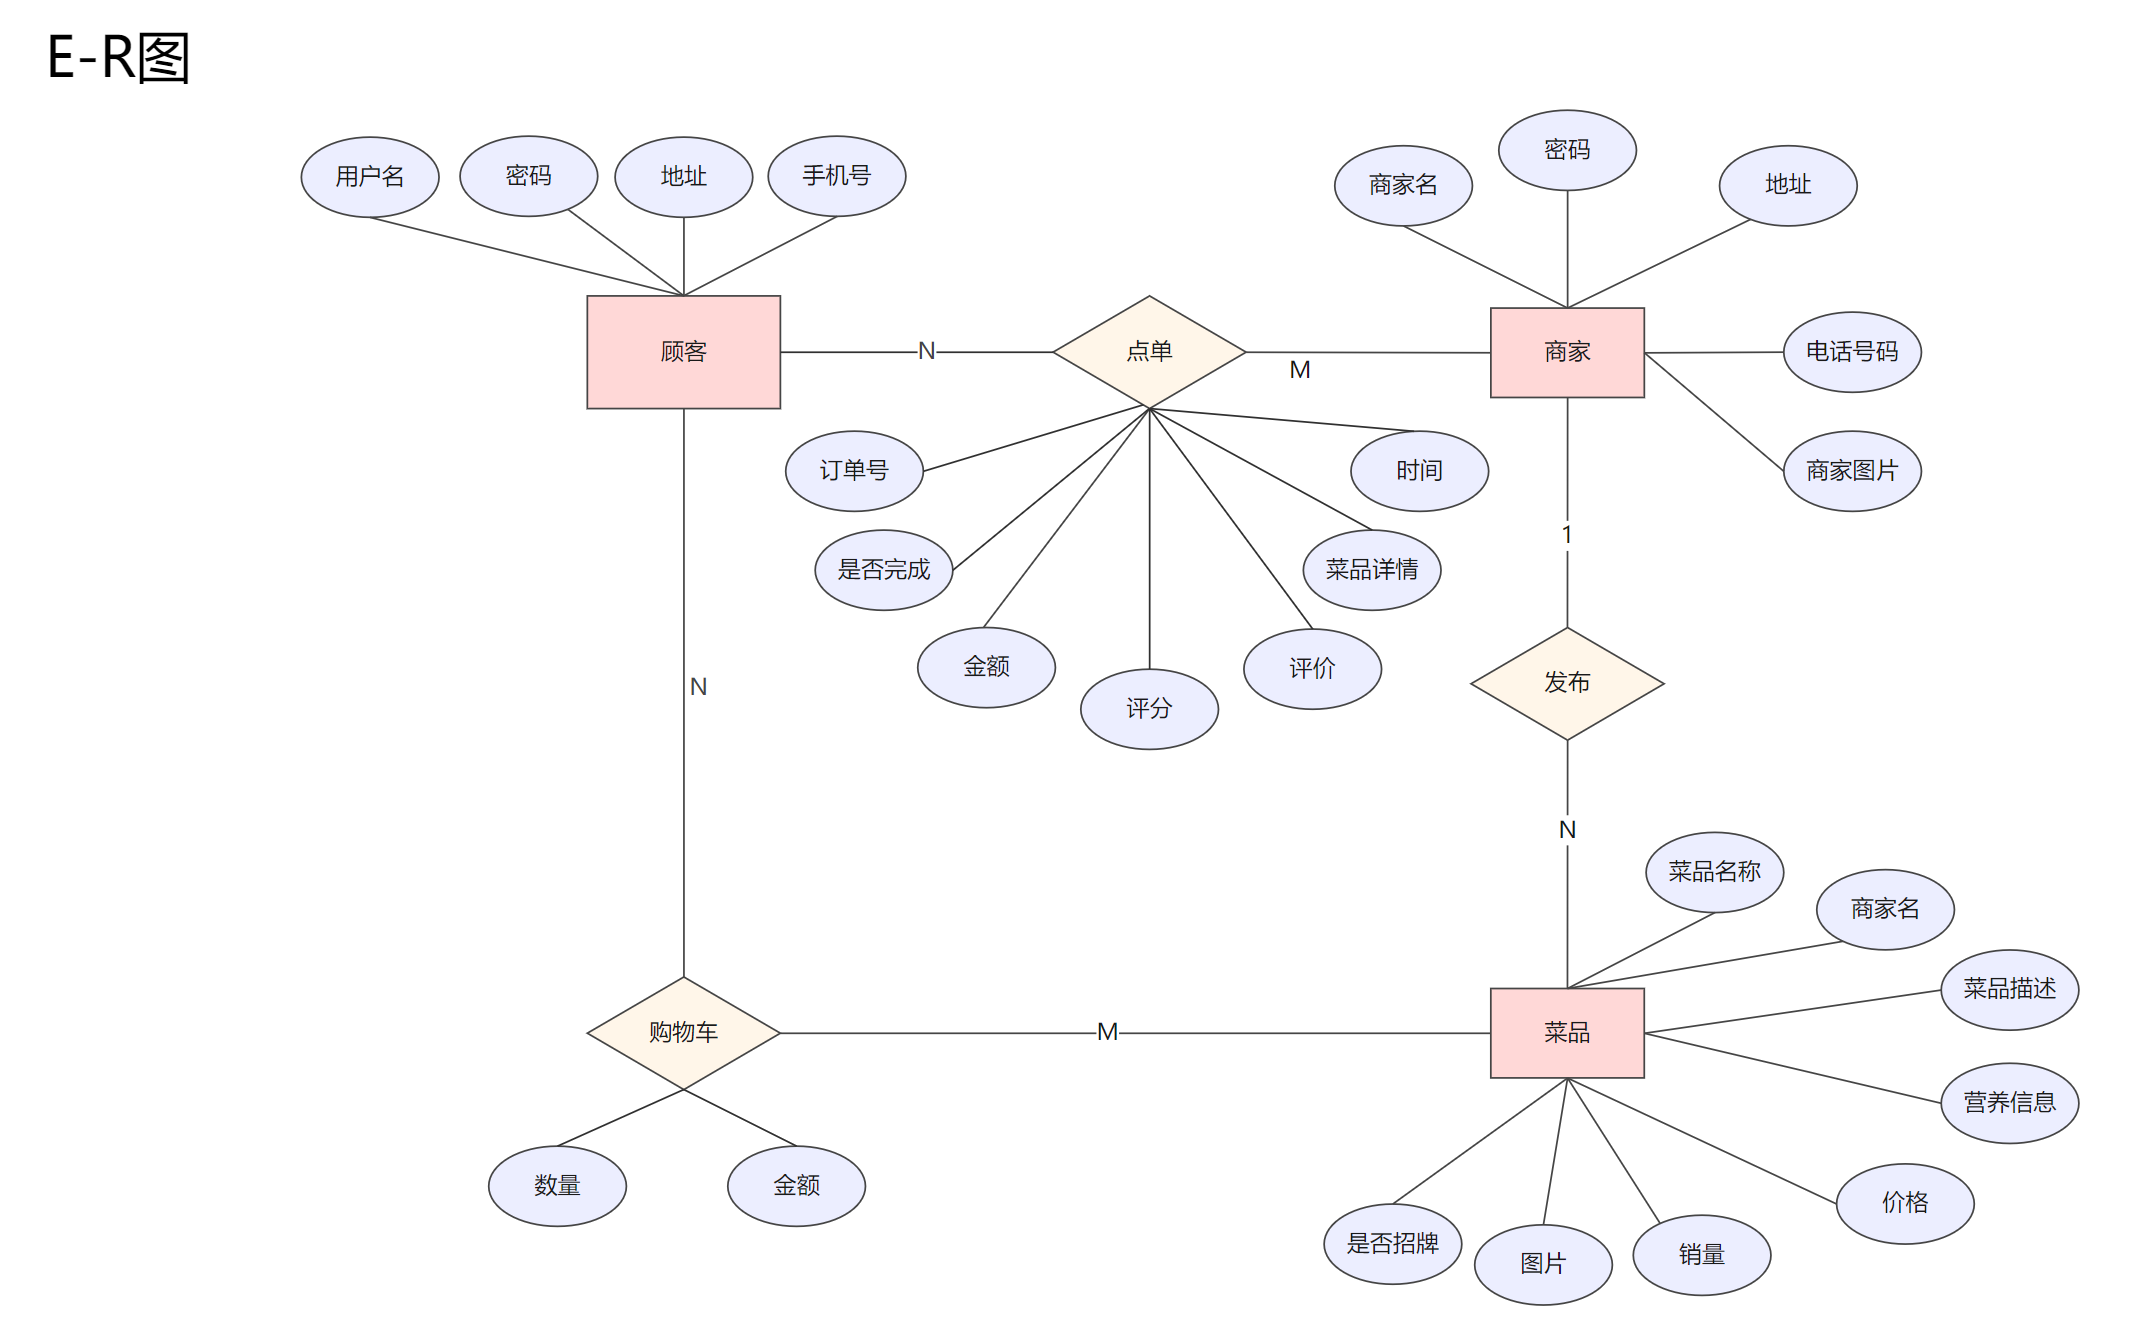 E-R图
用户名
密码
地址
手机号
商家名
密码
地址
顾客
N
点单
M
商家
电话号码
订单号
时间
商家图片
1
是否完成
菜品详情
金额
评分
评价
N
发布
N
菜品名称
商家名
菜品描述
购物车
M
菜品
营养信息
数量
金额
价格
是否招牌
图片
销量